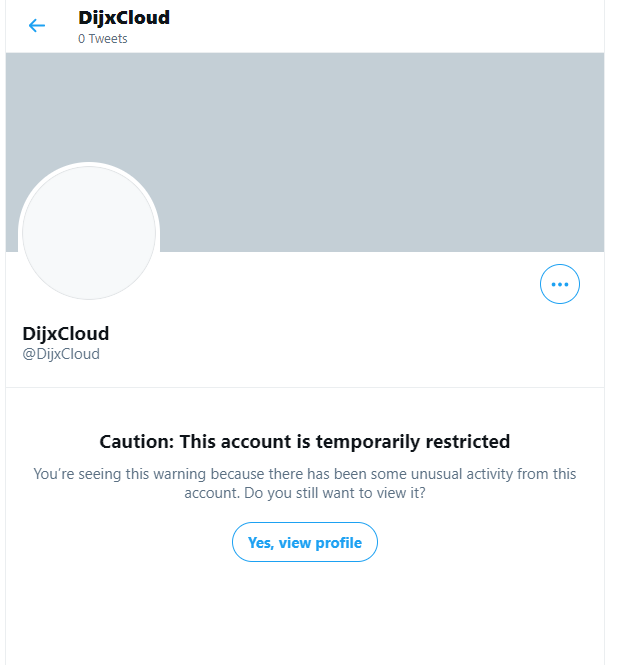 DijxCloud
0 Tweets
DijxCloud
@DijxCloud
Caution: This account is temporarily restricted
You’re seeing this warning because there has been some unusual activity from this
account. Do you still want to view it?
Yes, view profile